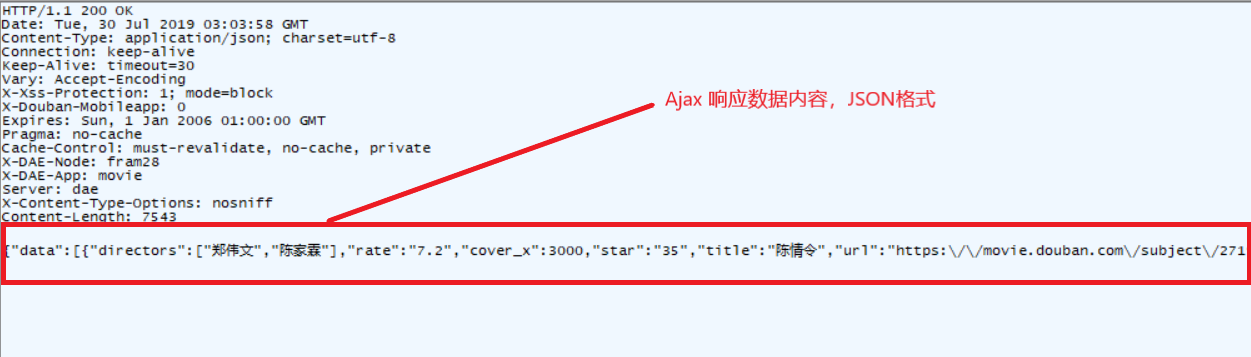 HTTP/1.1 200 OK
Date: Tue, 30 Jul 2019 03:03:58 GMT
Content-Type: application/json; charset=utf-8
Connection: keep-alive
Keep-Alive: timeout=30
Vary: Accept-Encoding
X-Xss-Protection: 1; mode=block
X-Douban-Mobileapp: 0
Expires: Sun, 1 Jan 2006 01:00:00 GMT
Pragma: no-cache
Cache-Control: must-revalidate, no-cache, private
X-DAE-Node: fram28
X-DAE-App: movie
Server: dae
X-Content-Type-Options: nosniff
Content-Length: 7543
Ajax 响应数据内容，JSON格式
{"data":[{"directors":["郑伟文","陈家霖"],"rate":"7.2","cover_x":3000,"star":"35","title":"陈情令","url":"https:\/\/movie.douban.com\/subject\/271